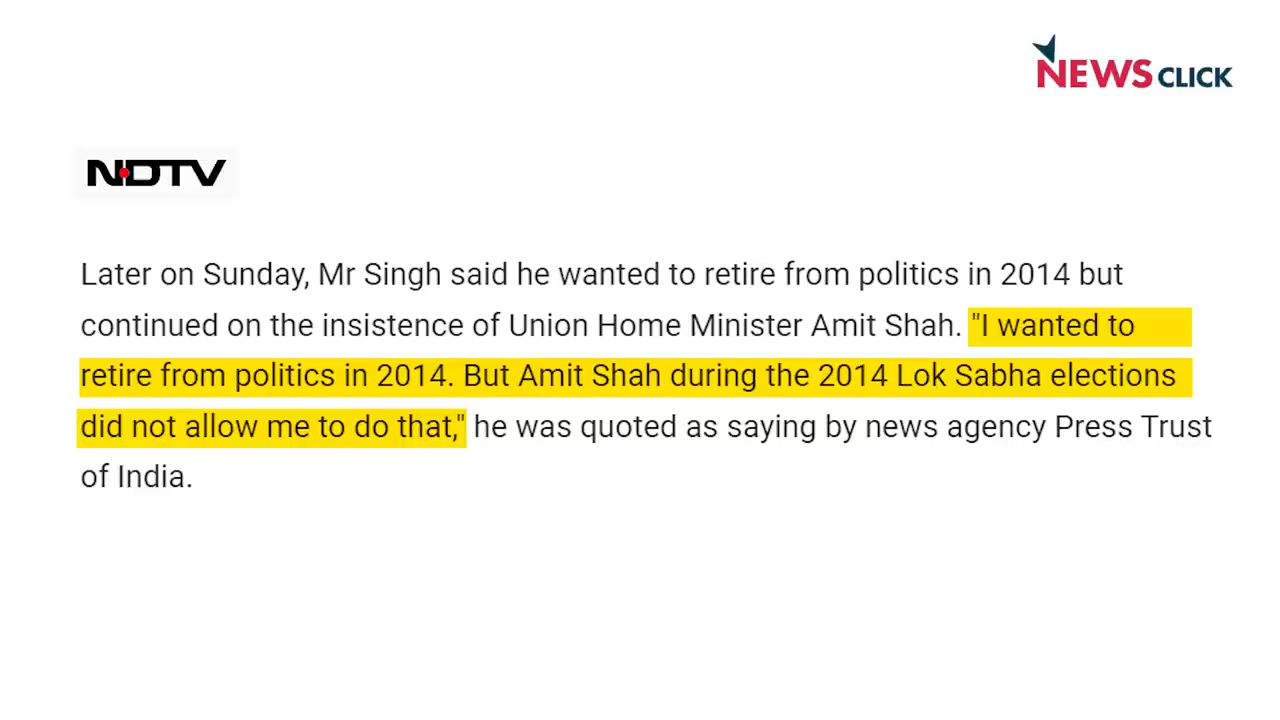 NEWS CLICK
NDTV
Later on Sunday, Mr Singh said he wanted to retire from politics in 2014 but
continued on the insistence of Union Home Minister Amit Shah. "I wanted to
retire from politics in 2014. But Amit Shah during the 2014 Lok Sabha elections
did not allow me to do that," he was quoted as saying by news agency Press Trust
of India.